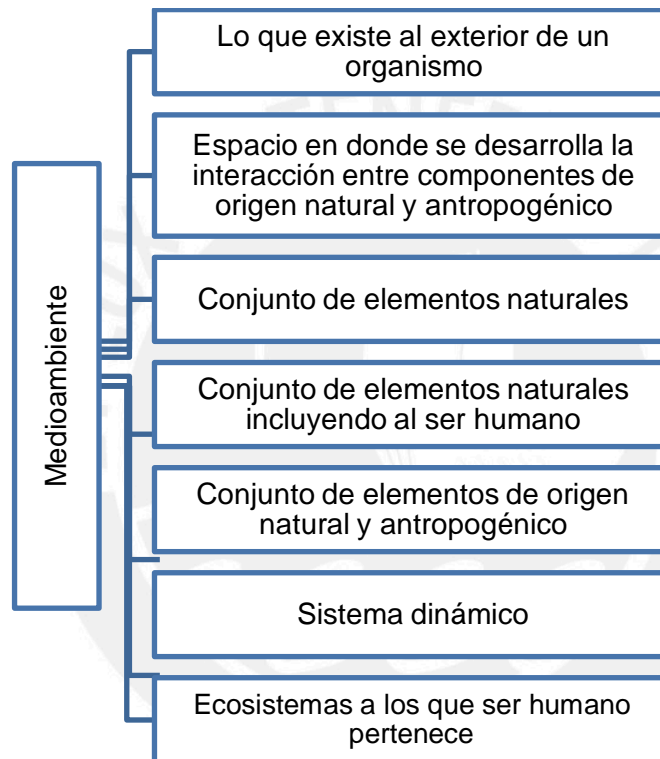 Medioambiente
Lo que existe al exterior de un
organismo
Espacio en donde se desarrolla la
interacción entre componentes de
origen natural y antropogénico
Conjunto de elementos naturales
Conjunto de elementos naturales
incluyendo al ser humano
Conjunto de elementos de origen
natural y antropogénico
Sistema dinámico
Ecosistemas a los que ser humano
pertenece